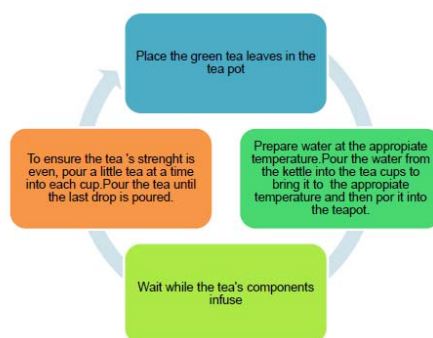 Place the green tea leaves in the
tea pot
Prepare water at the appropiate
temperature.Pour the water from
the kettle into the tea cups to
bring it to the appropiate
temperature and then por it into
the teapot.
Wait while the tea's components
infuse
To ensure the tea 's strenght is
even, pour a little tea at a time
into each cup.Pour the tea until
the last drop is poured.